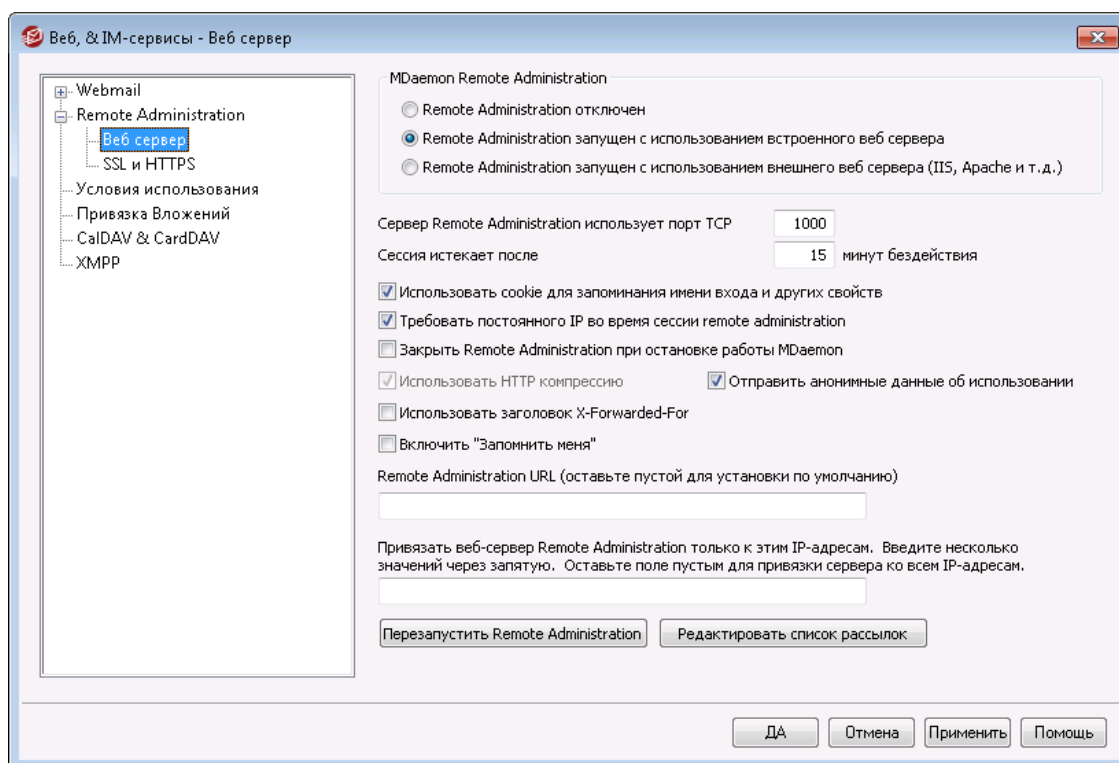 Веб, & IM-сервисы - Веб сервер
Webmail
Remote Administration
Веб сервер
SSL и HTTPS
Условия использования
Привязка Вложений
CalDAV & CardDAV
XMPP
MDaemon Remote Administration
Remote Administration отключен
Remote Administration запущен с использованием встроенного веб сервера
Remote Administration запущен с использованием внешнего веб сервера (IIS, Apache и т.д.)
Сервер Remote Administration использует порт TCP 1000
Сессия истекает после 15 минут бездействия
Использовать cookie для запоминания имени входа и других свойств
Требовать постоянного IP во время сессии remote administration
Закрыть Remote Administration при остановке работы MDaemon
Использовать HTTP компрессию Отправить анонимные данные об использовании
Использовать заголовок X-Forwarded-For
Включить "Запомнить меня"
Remote Administration URL (оставьте пустой для установки по умолчанию)
Привязать веб-сервер Remote Administration только к этим IP-адресам. Введите несколько
значений через запятую. Оставьте поле пустым для привязки сервера ко всем IP-адресам.
Перезапустить Remote Administration Редактировать список рассылок
ДА Отмена Применить Помощь